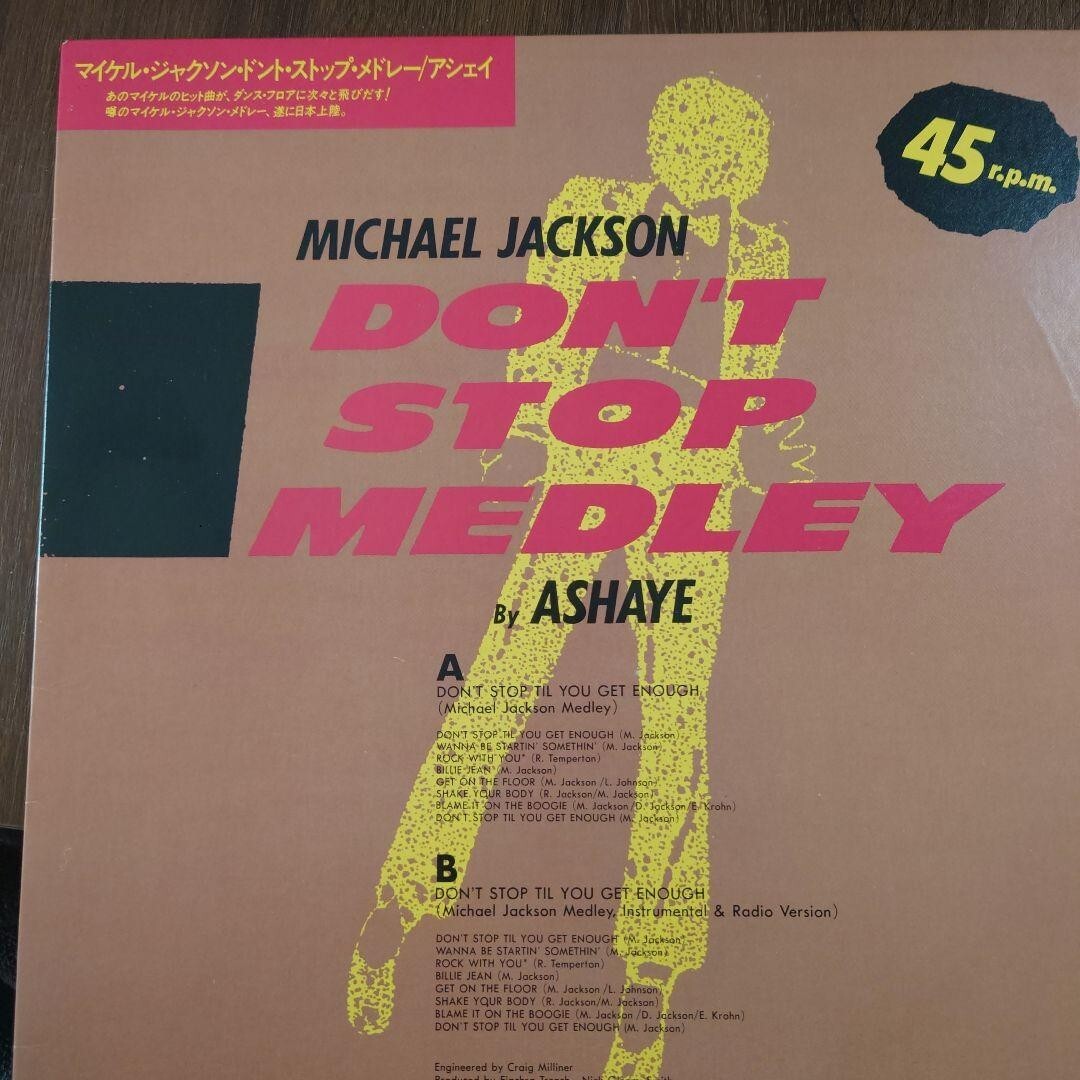 マイケル・ジャクソン・ドント・ストップ・メドレー/アシェイ
あのマイケルのヒット曲が、ダンス・フロアに次々と飛びだす!
噂のマイケル・ジャクソン・メドレー、遂に日本上陸。
45 r.p.m.
MICHAEL JACKSON
DON'T
STOP
MEDLEY
By ASHAYE
A
DON'T STOP TIL YOU GET ENOUGH
(Michael Jackson Medley)
DON'T STOP TIL YOU GET ENOUGH (M. Jackson)
WANNA BE STARTIN' SOMETHIN' (M. Jackson)
ROCK WITH YOU* (R. Temperton)
BILLIE JEAN (M. Jackson)
GET ON THE FLOOR (M. Jackson /L. Johnson)
SHAKE YOUR BODY (R. Jackson/M. Jackson)
BLAME IT ON THE BOOGIE (M. Jackson/D. Jackson/E. Krohn)
DON'T STOP TIL YOU GET ENOUGH (M. Jackson)
B
DON'T STOP TIL YOU GET ENOUGH
(Michael Jackson Medley, Instrumental & Radio Version)
DON'T STOP TIL YOU GET ENOUGH (M. Jackson)
WANNA BE STARTIN' SOMETHIN' (M. Jackson)
ROCK WITH YOU* (R. Temperton)
BILLIE JEAN (M. Jackson)
GET ON THE FLOOR (M. Jackson /L. Johnson)
SHAKE YOUR BODY (R. Jackson/M. Jackson)
BLAME IT ON THE BOOGIE (M. Jackson /D. Jackson/E. Krohn)
DON'T STOP TIL YOU GET ENOUGH (M. Jackson)
Engineered by Craig Milliner
Produced by